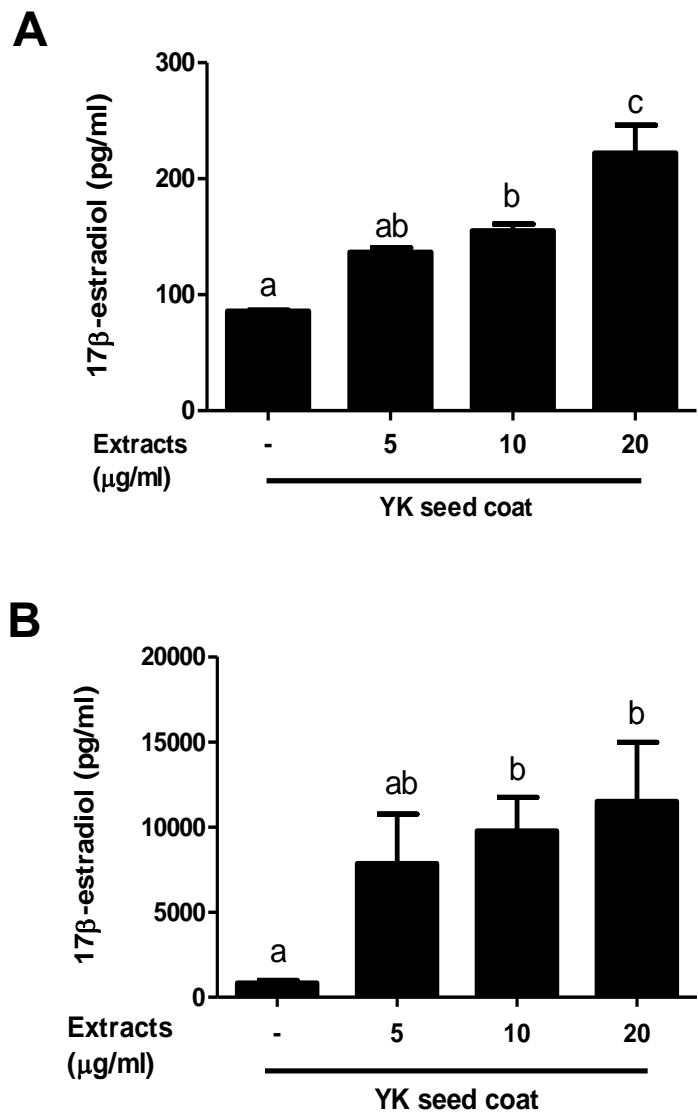 A
17β-estradiol (pg/ml)
300
200
100
0
a
ab
b
c
Extracts
(μg/ml)
- 5 10 20
YK seed coat
B
17β-estradiol (pg/ml)
20000
15000
10000
5000
0
a
ab
b
b
Extracts
(μg/ml)
- 5 10 20
YK seed coat